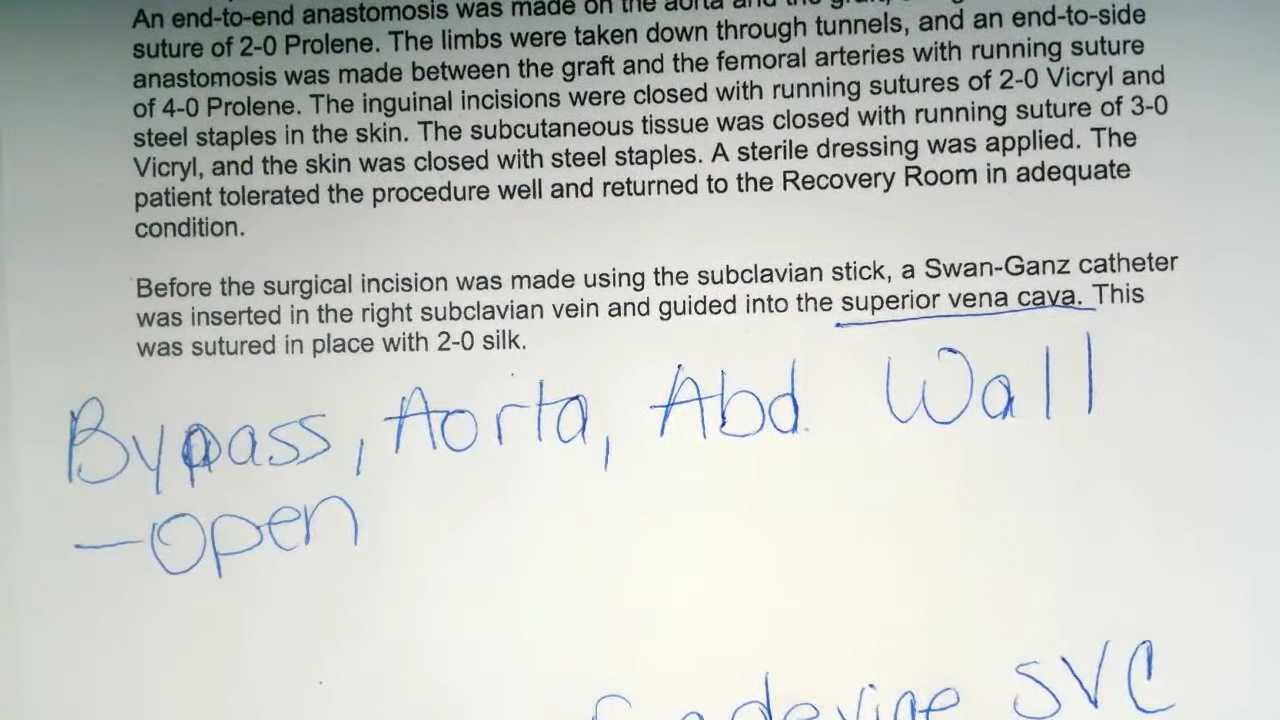 An end-to-end anastomosis was made on the aorta and the graft,
suture of 2-0 Prolene. The limbs were taken down through tunnels, and an end-to-side
anastomosis was made between the graft and the femoral arteries with running suture
of 4-0 Prolene. The inguinal incisions were closed with running sutures of 2-0 Vicryl and
steel staples in the skin. The subcutaneous tissue was closed with running suture of 3-0
Vicryl, and the skin was closed with steel staples. A sterile dressing was applied. The
patient tolerated the procedure well and returned to the Recovery Room in adequate
condition.
Before the surgical incision was made using the subclavian stick, a Swan-Ganz catheter
was inserted in the right subclavian vein and guided into the superior vena cava. This
was sutured in place with 2-0 silk.
Bypass, Aorta, Abd. Wall
-Open
SVC